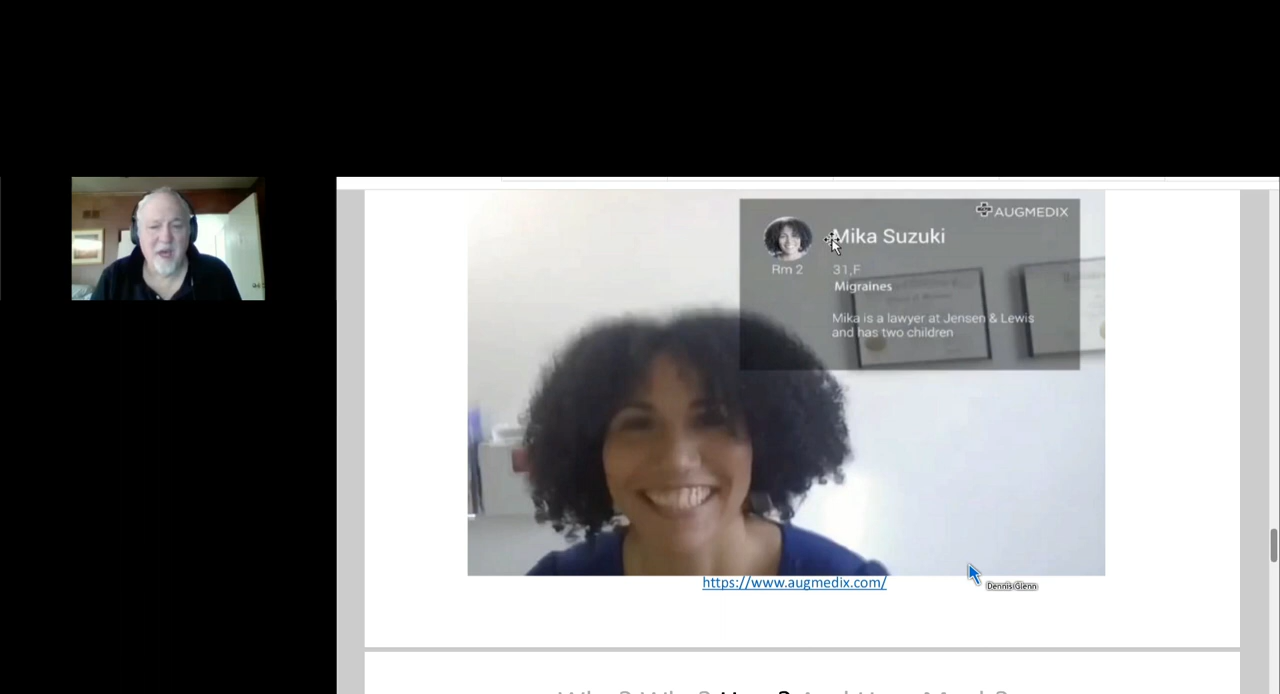 AUGMEDIX
Mika Suzuki
Rm 2
31,F
Migraines
Mika is a lawyer at Jensen & Lewis
and has two children
https://www.augmedix.com/
Dennis Glenn